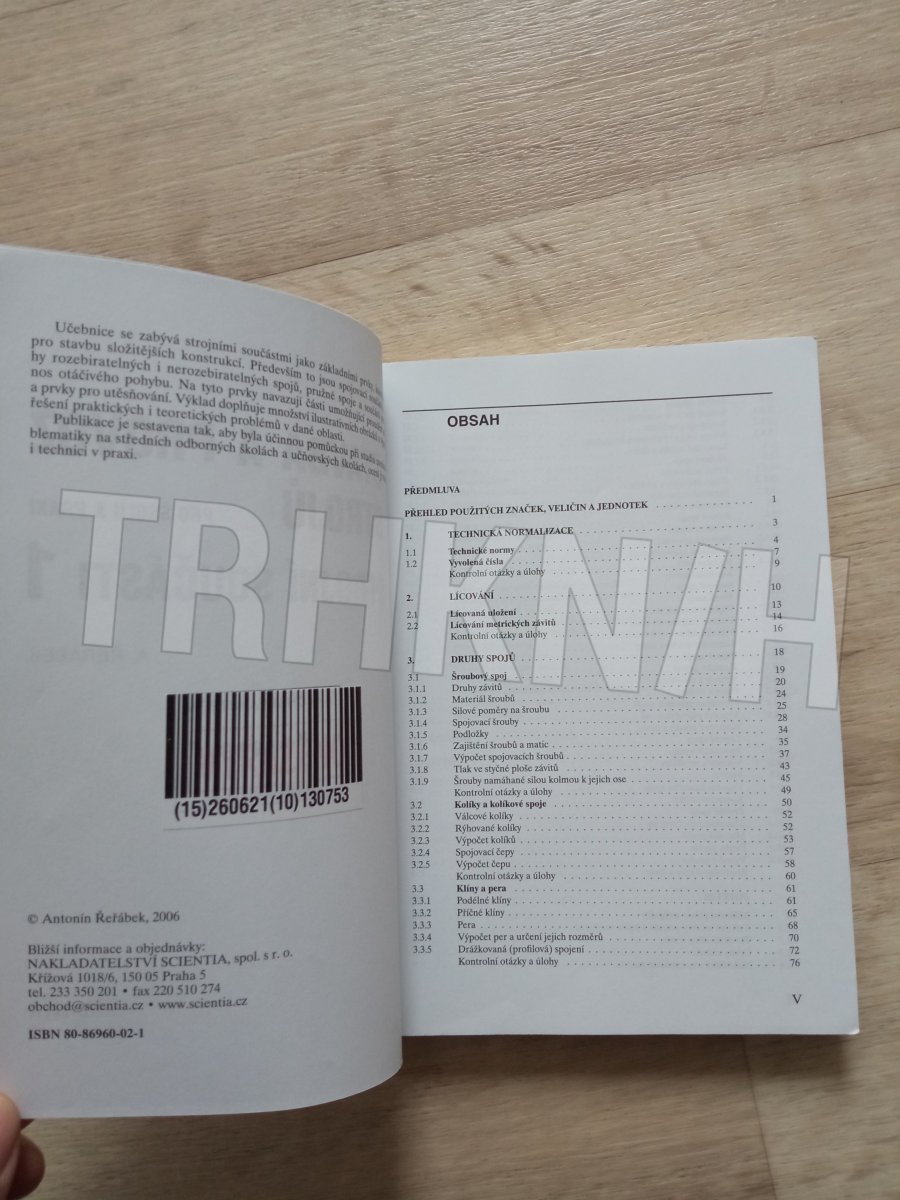 Učebnice se zabývá strojními součástmi jako základními prvky,
pro stavbu složitějších konstrukcí. Především to jsou spojovací
hy rozebiratelných i nerozebiratelných spojů, pružné spoje a
nos otáčivého pohybu. Na tyto prvky navazují části umožňující
a prvky pro utěsňování. Výklad doplňuje množství ilustrativních
řešení praktických i teoretických problémů v dané oblasti.
Publikace je sestavena tak, aby byla účinnou pomůckou při studiu
blematiky na středních odborných školách a učňovských školách, ocení
i technici v praxi.
(15)260621(10)130753
© Antonín Řeřábek, 2006
Bližší informace a objednávky:
NAKLADATELSTVÍ SCIENTIA, spol. s r. o.
Křížová 1018/6, 150 05 Praha 5
tel. 233 350 201 • fax 220 510 274
obchod@scientia.cz • www.scientia.cz
ISBN 80-86960-02-1
TRHKNIH
OBSAH
PŘEDMLUVA
PŘEHLED POUŽITÝCH ZNAČEK, VELIČIN A JEDNOTEK 1
1. TECHNICKÁ NORMALIZACE 3
1.1 Technické normy 4
1.2 Vyvolená čísla 7
Kontrolní otázky a úlohy 9
2. LÍCOVÁNÍ 10
2.1 Lícovaná uložení 13
2.2 Lícování metrických závitů 14
Kontrolní otázky a úlohy 16
3. DRUHY SPOJŮ 18
3.1 Šroubový spoj 19
3.1.1 Druhy závitů 20
3.1.2 Materiál šroubů 24
3.1.3 Silové poměry na šroubu 25
3.1.4 Spojovací šrouby 28
3.1.5 Podložky 34
3.1.6 Zajištění šroubů a matic 35
3.1.7 Výpočet spojovacích šroubů 37
3.1.8 Tlak ve styčné ploše závitů 43
3.1.9 Šrouby namáhané silou kolmou k jejich ose 45
Kontrolní otázky a úlohy 49
3.2 Kolíky a kolíkové spoje 50
3.2.1 Válcové kolíky 52
3.2.2 Rýhované kolíky 52
3.2.3 Výpočet kolíků 53
3.2.4 Spojovací čepy 57
3.2.5 Výpočet čepu 58
Kontrolní otázky a úlohy 60
3.3 Klíny a pera 61
3.3.1 Podélné klíny 61
3.3.2 Příčné klíny 65
3.3.3 Pera 68
3.3.4 Výpočet per a určení jejich rozměrů 70
3.3.5 Drážkovaná (profilová) spojení 72
Kontrolní otázky a úlohy 76
V